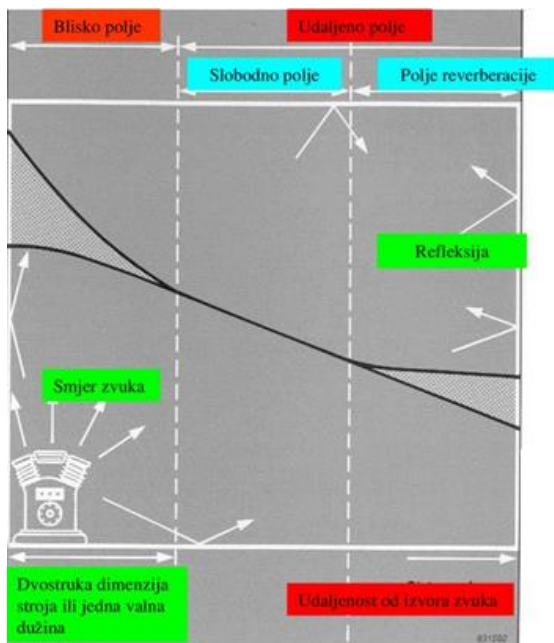 Blisko polje
Udaljeno polje
Slobodno polje
Polje reverberacije
Refleksija
Smjer zvuka
Dvostruka dimenzija
stroja ili jedna valna
dužina
Udaljenost od izvora zvuka